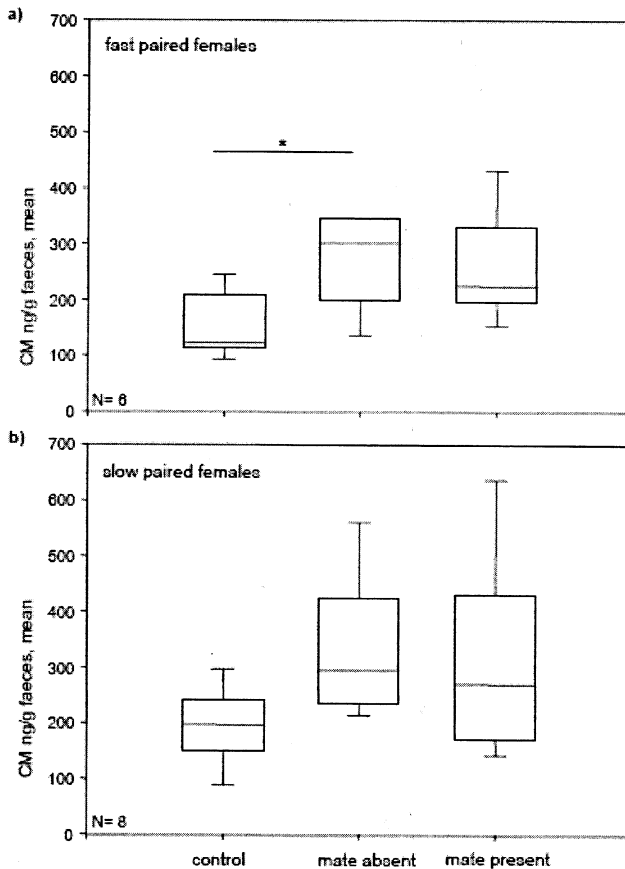 a)
700
fast paired females
600
500
*
400
300
200
100
0
CM ng/g faeces, mean
N= 6
b)
700
slow paired females
600
500
400
300
200
100
0
CM ng/g faeces, mean
N= 8
control mate absent mate present